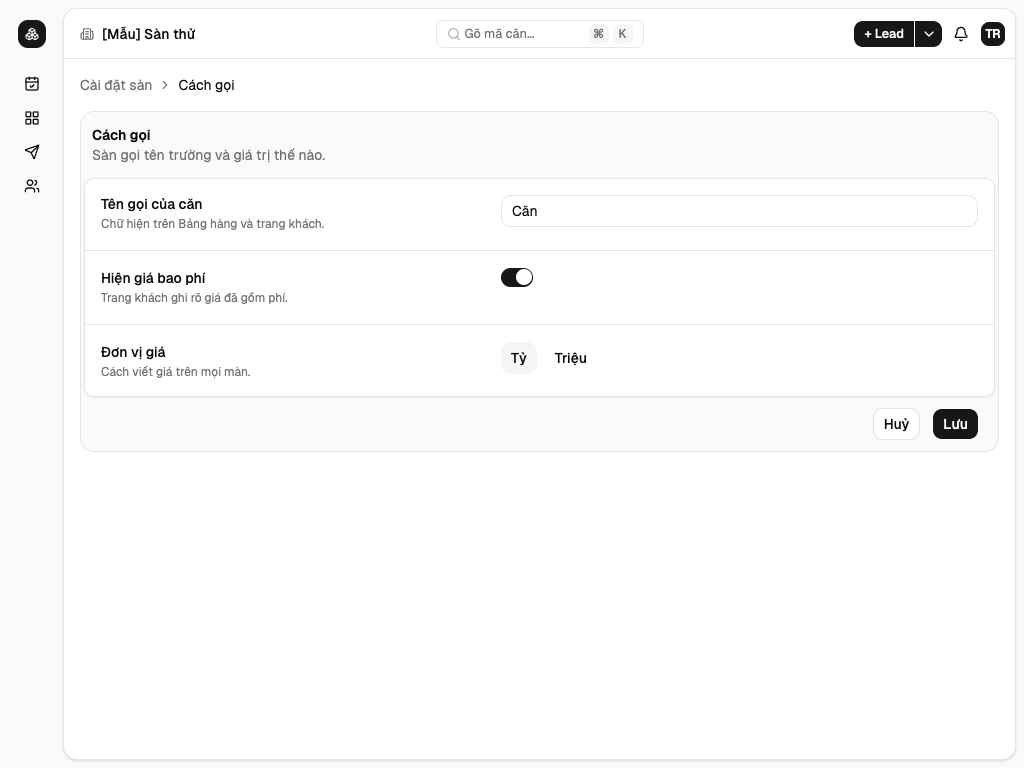 [Mẫu] Sàn thử
Gõ mã căn...
⌘ K
+ Lead
TR
Cài đặt sàn > Cách gọi
Cách gọi
Sàn gọi tên trường và giá trị thế nào.
Tên gọi của căn
Chữ hiện trên Bảng hàng và trang khách.
Căn
Hiện giá bao phí
Trang khách ghi rõ giá đã gồm phí.
Đơn vị giá
Cách viết giá trên mọi màn.
Tỷ
Triệu
Huỷ
Lưu